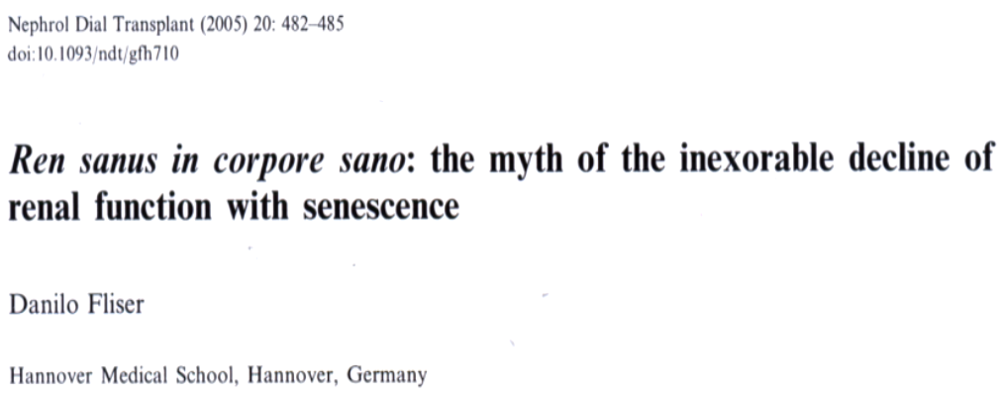 Nephrol Dial Transplant (2005) 20: 482–485
doi:10.1093/ndt/gfh710
Ren sanus in corpore sano: the myth of the inexorable decline of
renal function with senescence
Danilo Fliser
Hannover Medical School, Hannover, Germany